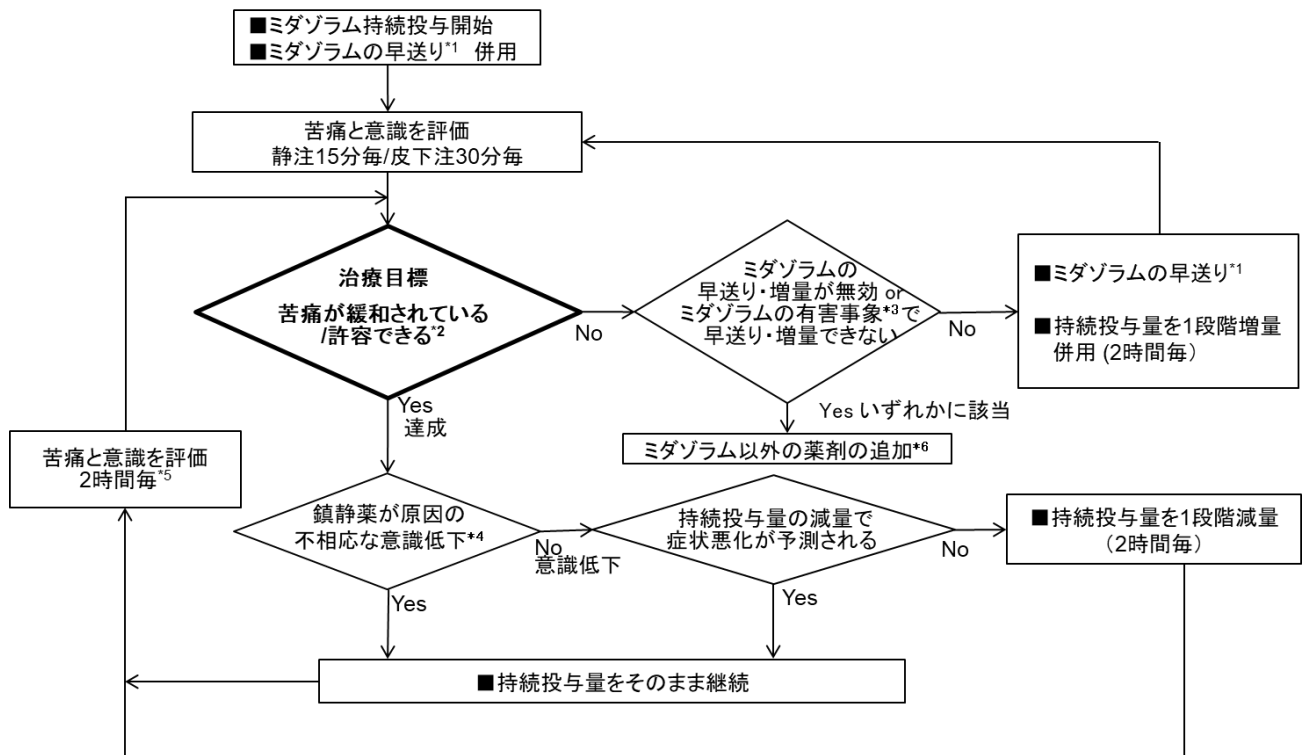 ■ミダゾラム持続投与開始
■ミダゾラムの早送り*1 併用
苦痛と意識を評価
静注15分毎/皮下注30分毎
治療目標
苦痛が緩和されている
/許容できる*2
No
ミダゾラムの
早送り・増量が無効 or
ミダゾラムの有害事象*3で
早送り・増量できない
No
■ミダゾラムの早送り*1
■持続投与量を1段階増量
併用 (2時間毎)
Yes
達成
Yes いずれかに該当
ミダゾラム以外の薬剤の追加*6
苦痛と意識を評価
2時間毎*5
鎮静薬が原因の
不相応な意識低下*4
No
意識低下
持続投与量の減量で
症状悪化が予測される
No
■持続投与量を1段階減量
(2時間毎)
Yes
Yes
■持続投与量をそのまま継続